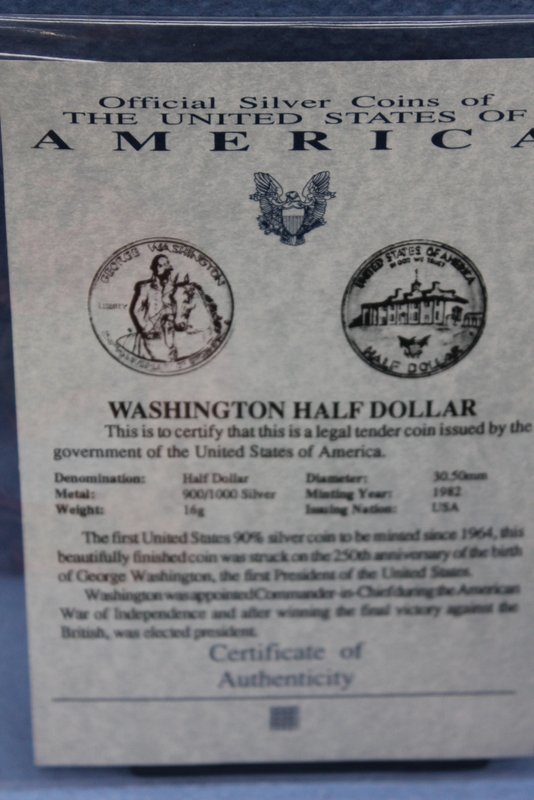 Official Silver Coins of
THE UNITED STATES OF
AMERICA
GEORGE WASHINGTON
LIBERTY
UNITED STATES OF AMERICA
IN GOD WE TRUST
HALF DOLLAR
WASHINGTON HALF DOLLAR
This is to certify that this is a legal tender coin issued by the
government of the United States of America.
Denomination: Half Dollar Diameter: 30.50mm
Metal: 900/1000 Silver Minting Year: 1982
Weight: 16g Issuing Nation: USA
The first United States 90% silver coin to be minted since 1964, this
beautifully finished coin was struck on the 250th anniversary of the birth
of George Washington, the first President of the United States.
Washington was appointed Commander-in-Chief during the American
War of Independence and after winning the final victory against the
British, was elected president.
Certificate of
Authenticity